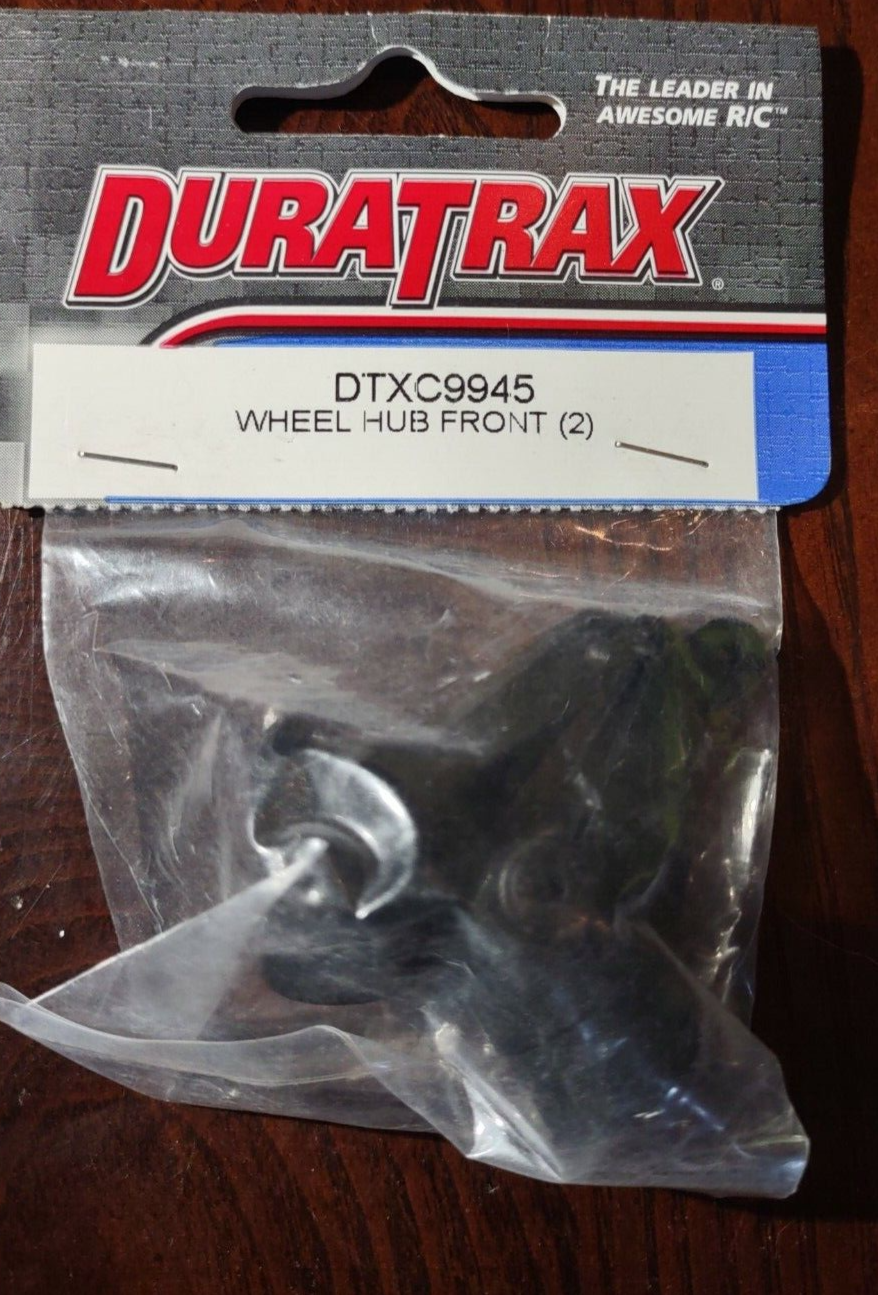 THE LEADER IN
AWESOME R/C™
DURATRAX®
DTXC9945
WHEEL HUB FRONT (2)